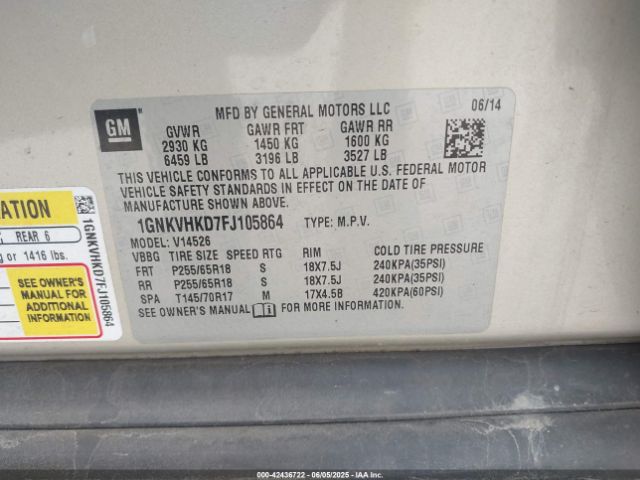 GM
MFD BY GENERAL MOTORS LLC 06/14
GVWR GAWR FRT GAWR RR
2930 KG 1450 KG 1600 KG
6459 LB 3196 LB 3527 LB
THIS VEHICLE CONFORMS TO ALL APPLICABLE U.S. FEDERAL MOTOR
VEHICLE SAFETY STANDARDS IN EFFECT ON THE DATE OF
MANUFACTURE SHOWN ABOVE.
1GNKVHKD7FJ105864 TYPE: M.P.V.
MODEL: V14526
VBBG TIRE SIZE SPEED RTG RIM COLD TIRE PRESSURE
FRT P255/65R18 S 18X7.5J 240KPA(35PSI)
RR P255/65R18 S 18X7.5J 240KPA(35PSI)
SPA T145/70R17 M 17X4.5B 420KPA(60PSI)
SEE OWNER'S MANUAL FOR MORE INFORMATION
ATION
REAR 6
or 1416 lbs.
SEE OWNER'S
MANUAL FOR
ADDITIONAL
INFORMATION
1GNKVHKD7FJ105864
000-42436722 - 06/05/2025 - IAAI.COM